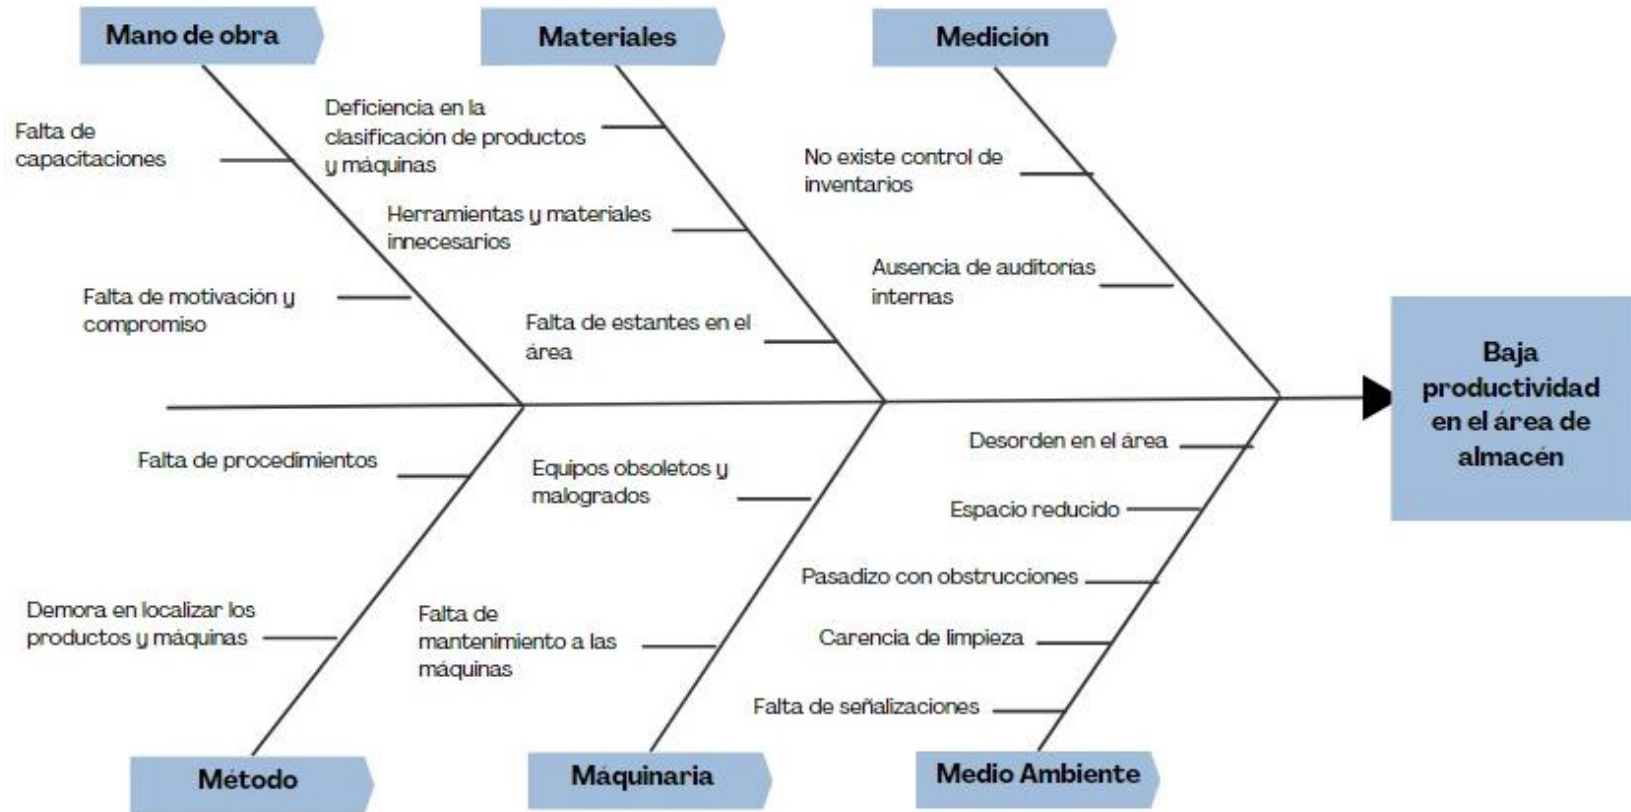 Mano de obra
Materiales
Medición
Falta de
capacitaciones
Falta de motivación y
compromiso
Deficiencia en la
clasificación de productos
y máquinas
Herramientas y materiales
innecesarios
Falta de estantes en el
área
No existe control de
inventarios
Ausencia de auditorías
internas
Baja
productividad
en el área de
almacén
Falta de procedimientos
Demora en localizar los
productos y máquinas
Equipos obsoletos y
malogrados
Falta de
mantenimiento a las
máquinas
Desorden en el área
Espacio reducido
Pasadizo con obstrucciones
Carencia de limpieza
Falta de señalizaciones
Método
Máquinaria
Medio Ambiente